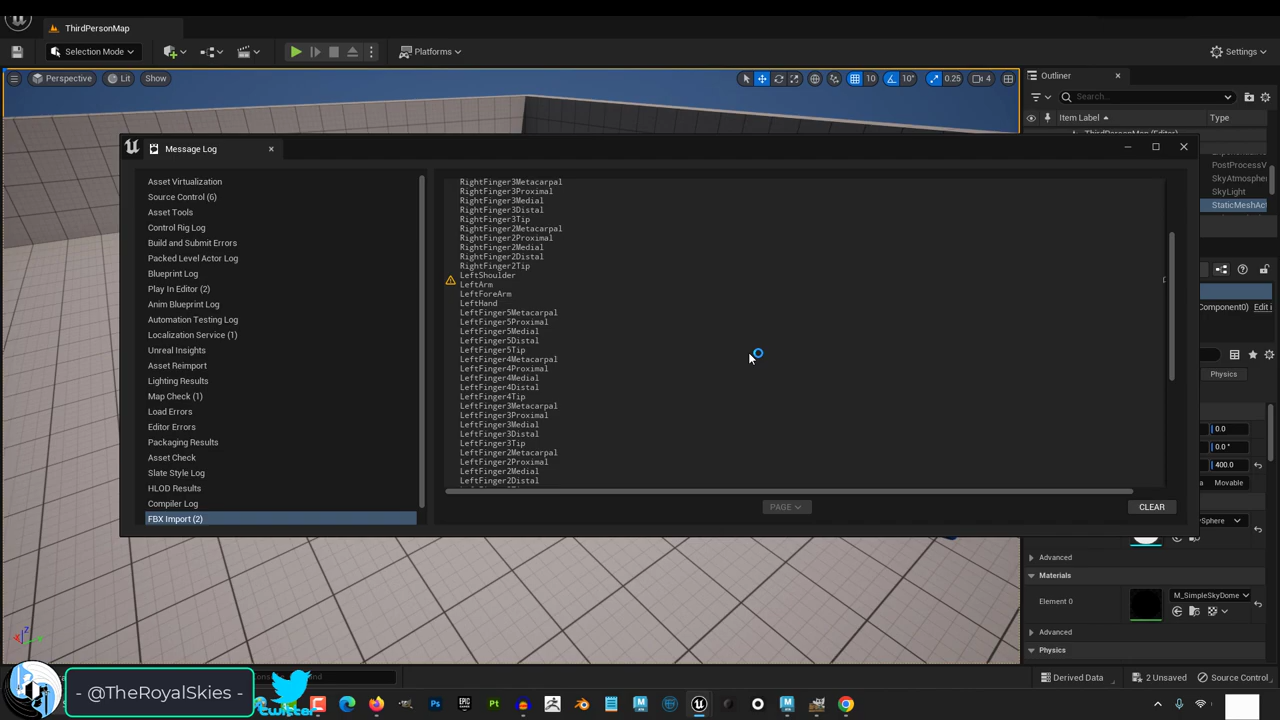 ThirdPersonMap
Selection Mode
Platforms
Settings
Perspective
Lit
Show
10
10°
0.25
4
Outliner
Search...
Item Label
Type
ThirdPersonMap (Editor)
PostProcessV
SkyAtmosphe
SkyLight
StaticMeshAc
Message Log
Asset Virtualization
Source Control (6)
Asset Tools
Control Rig Log
Build and Submit Errors
Packed Level Actor Log
Blueprint Log
Play In Editor (2)
Anim Blueprint Log
Automation Testing Log
Localization Service (1)
Unreal Insights
Asset Reimport
Lighting Results
Map Check (1)
Load Errors
Editor Errors
Packaging Results
Asset Check
Slate Style Log
HLOD Results
Compiler Log
FBX Import (2)
RightFinger3Metacarpal
RightFinger3Proximal
RightFinger3Medial
RightFinger3Distal
RightFinger3Tip
RightFinger2Metacarpal
RightFinger2Proximal
RightFinger2Medial
RightFinger2Distal
RightFinger2Tip
LeftShoulder
LeftArm
LeftForeArm
LeftHand
LeftFinger5Metacarpal
LeftFinger5Proximal
LeftFinger5Medial
LeftFinger5Distal
LeftFinger5Tip
LeftFinger4Metacarpal
LeftFinger4Proximal
LeftFinger4Medial
LeftFinger4Distal
LeftFinger4Tip
LeftFinger3Metacarpal
LeftFinger3Proximal
LeftFinger3Medial
LeftFinger3Distal
LeftFinger3Tip
LeftFinger2Metacarpal
LeftFinger2Proximal
LeftFinger2Medial
LeftFinger2Distal
PAGE
CLEAR
Component0)
Edit i
Physics
0.0
0.0 °
400.0
Movable
Sphere
Advanced
Materials
Element 0
M_SimpleSkyDome
Advanced
Physics
Derived Data
2 Unsaved
Source Control
- @TheRoyalSkies -
twitter